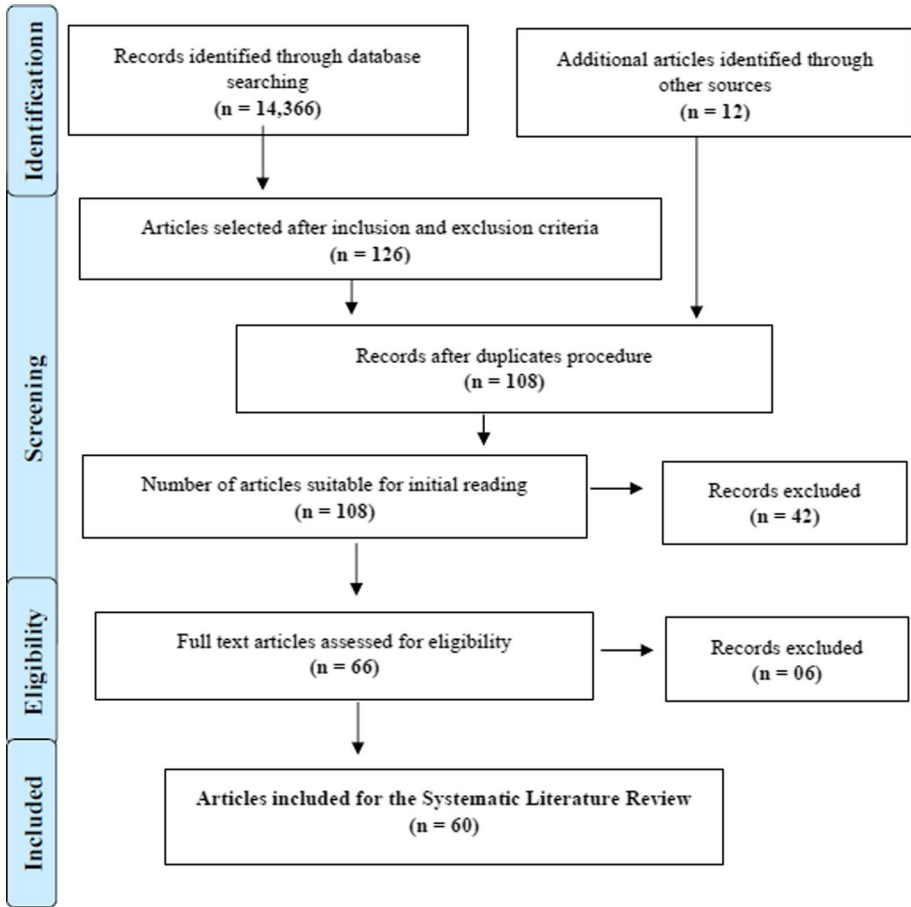 Identificationn
Records identified through database
searching
(n = 14,366)
Additional articles identified through
other sources
(n = 12)
Screening
Articles selected after inclusion and exclusion criteria
(n = 126)
Records after duplicates procedure
(n = 108)
Number of articles suitable for initial reading
(n = 108)
Records excluded
(n = 42)
Eligibility
Full text articles assessed for eligibility
(n = 66)
Records excluded
(n = 06)
Included
Articles included for the Systematic Literature Review
(n = 60)